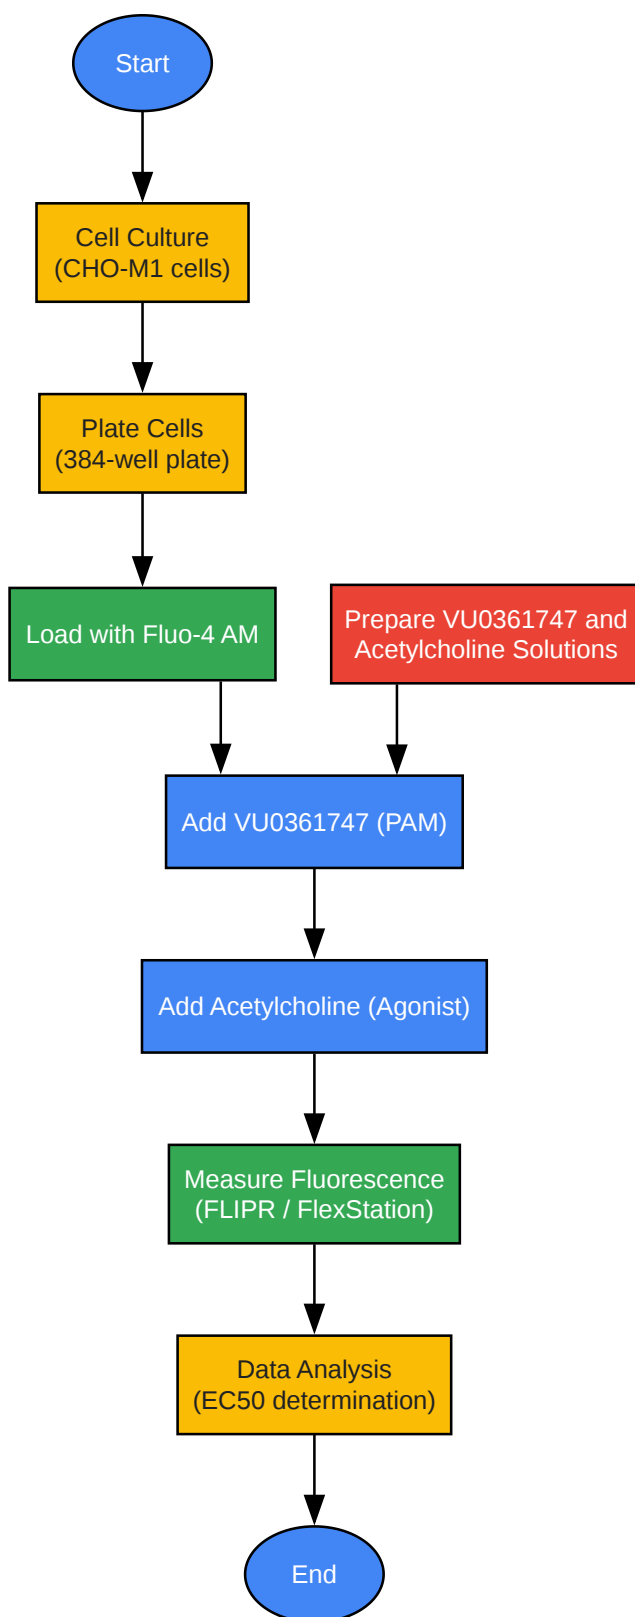 Start
Cell Culture
(CHO-M1 cells)
Plate Cells
(384-well plate)
Load with Fluo-4 AM
Prepare VU0361747 and
Acetylcholine Solutions
Add VU0361747 (PAM)
Add Acetylcholine (Agonist)
Measure Fluorescence
(FLIPR / FlexStation)
Data Analysis
(EC50 determination)
End